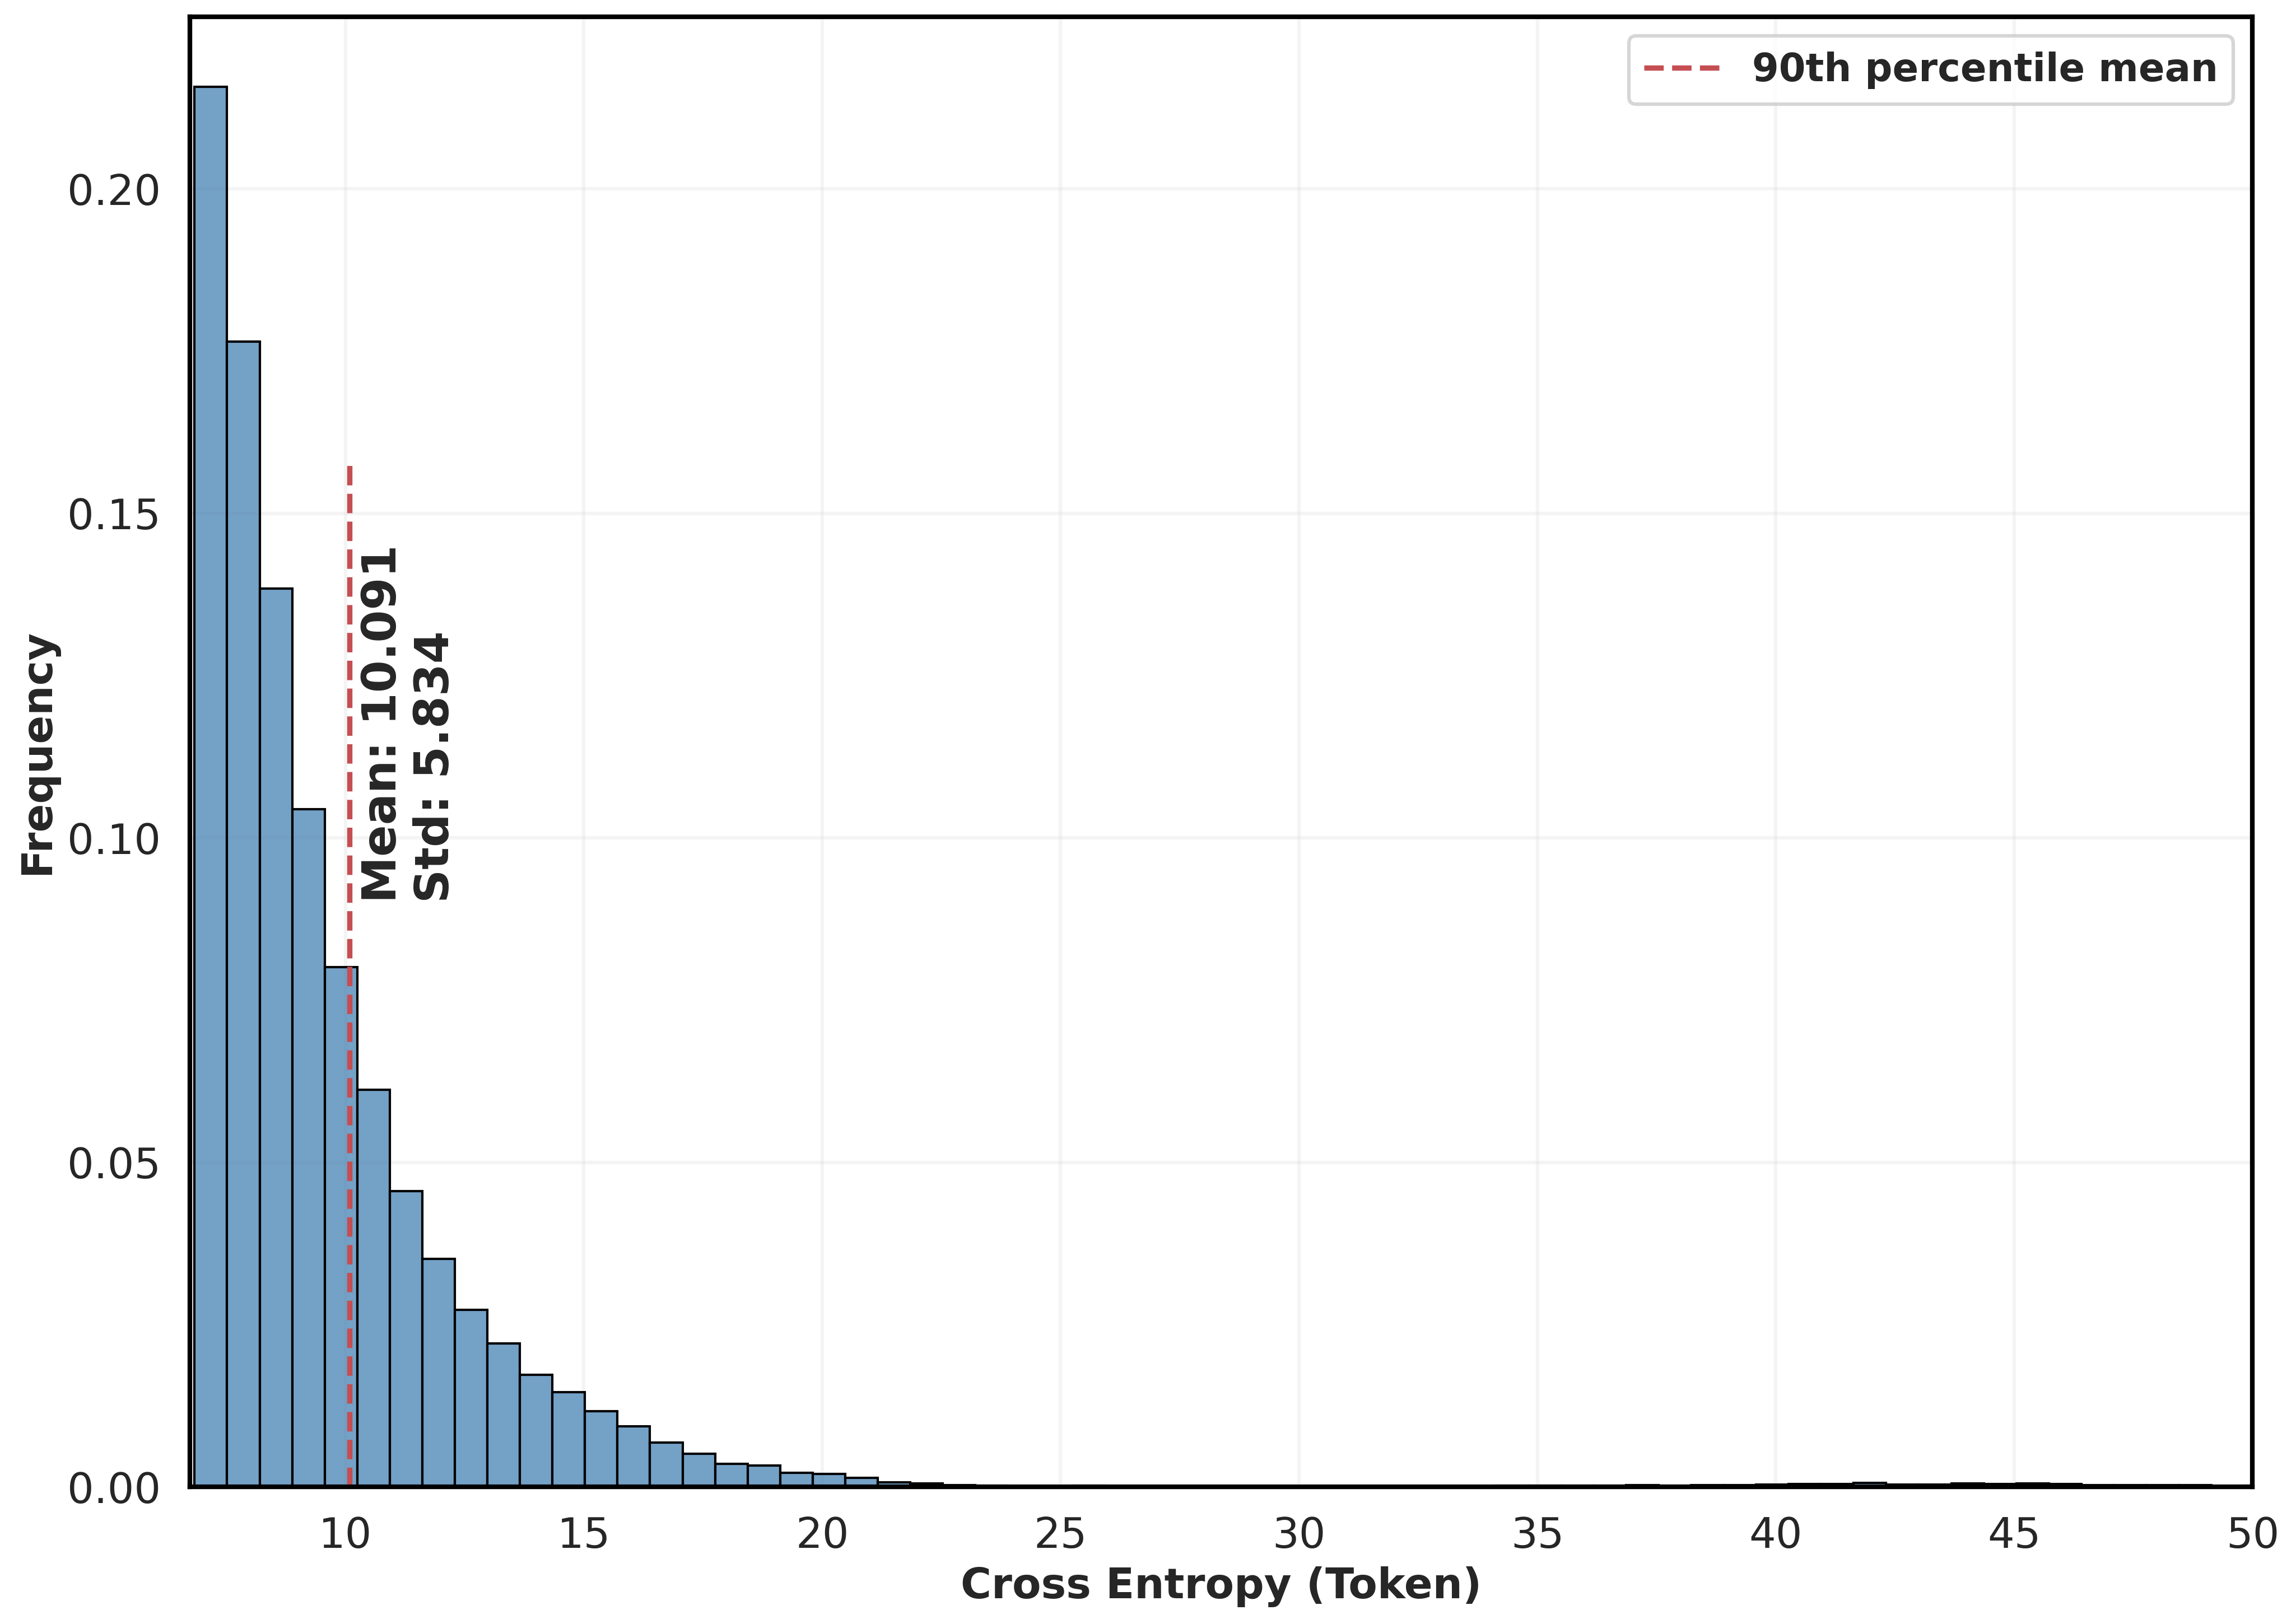 90th percentile mean
0.20
0.15
0.10
0.05
0.00
Frequency
Mean: 10.091
Std: 5.834
10 15 20 25 30 35 40 45 50
Cross Entropy (Token)